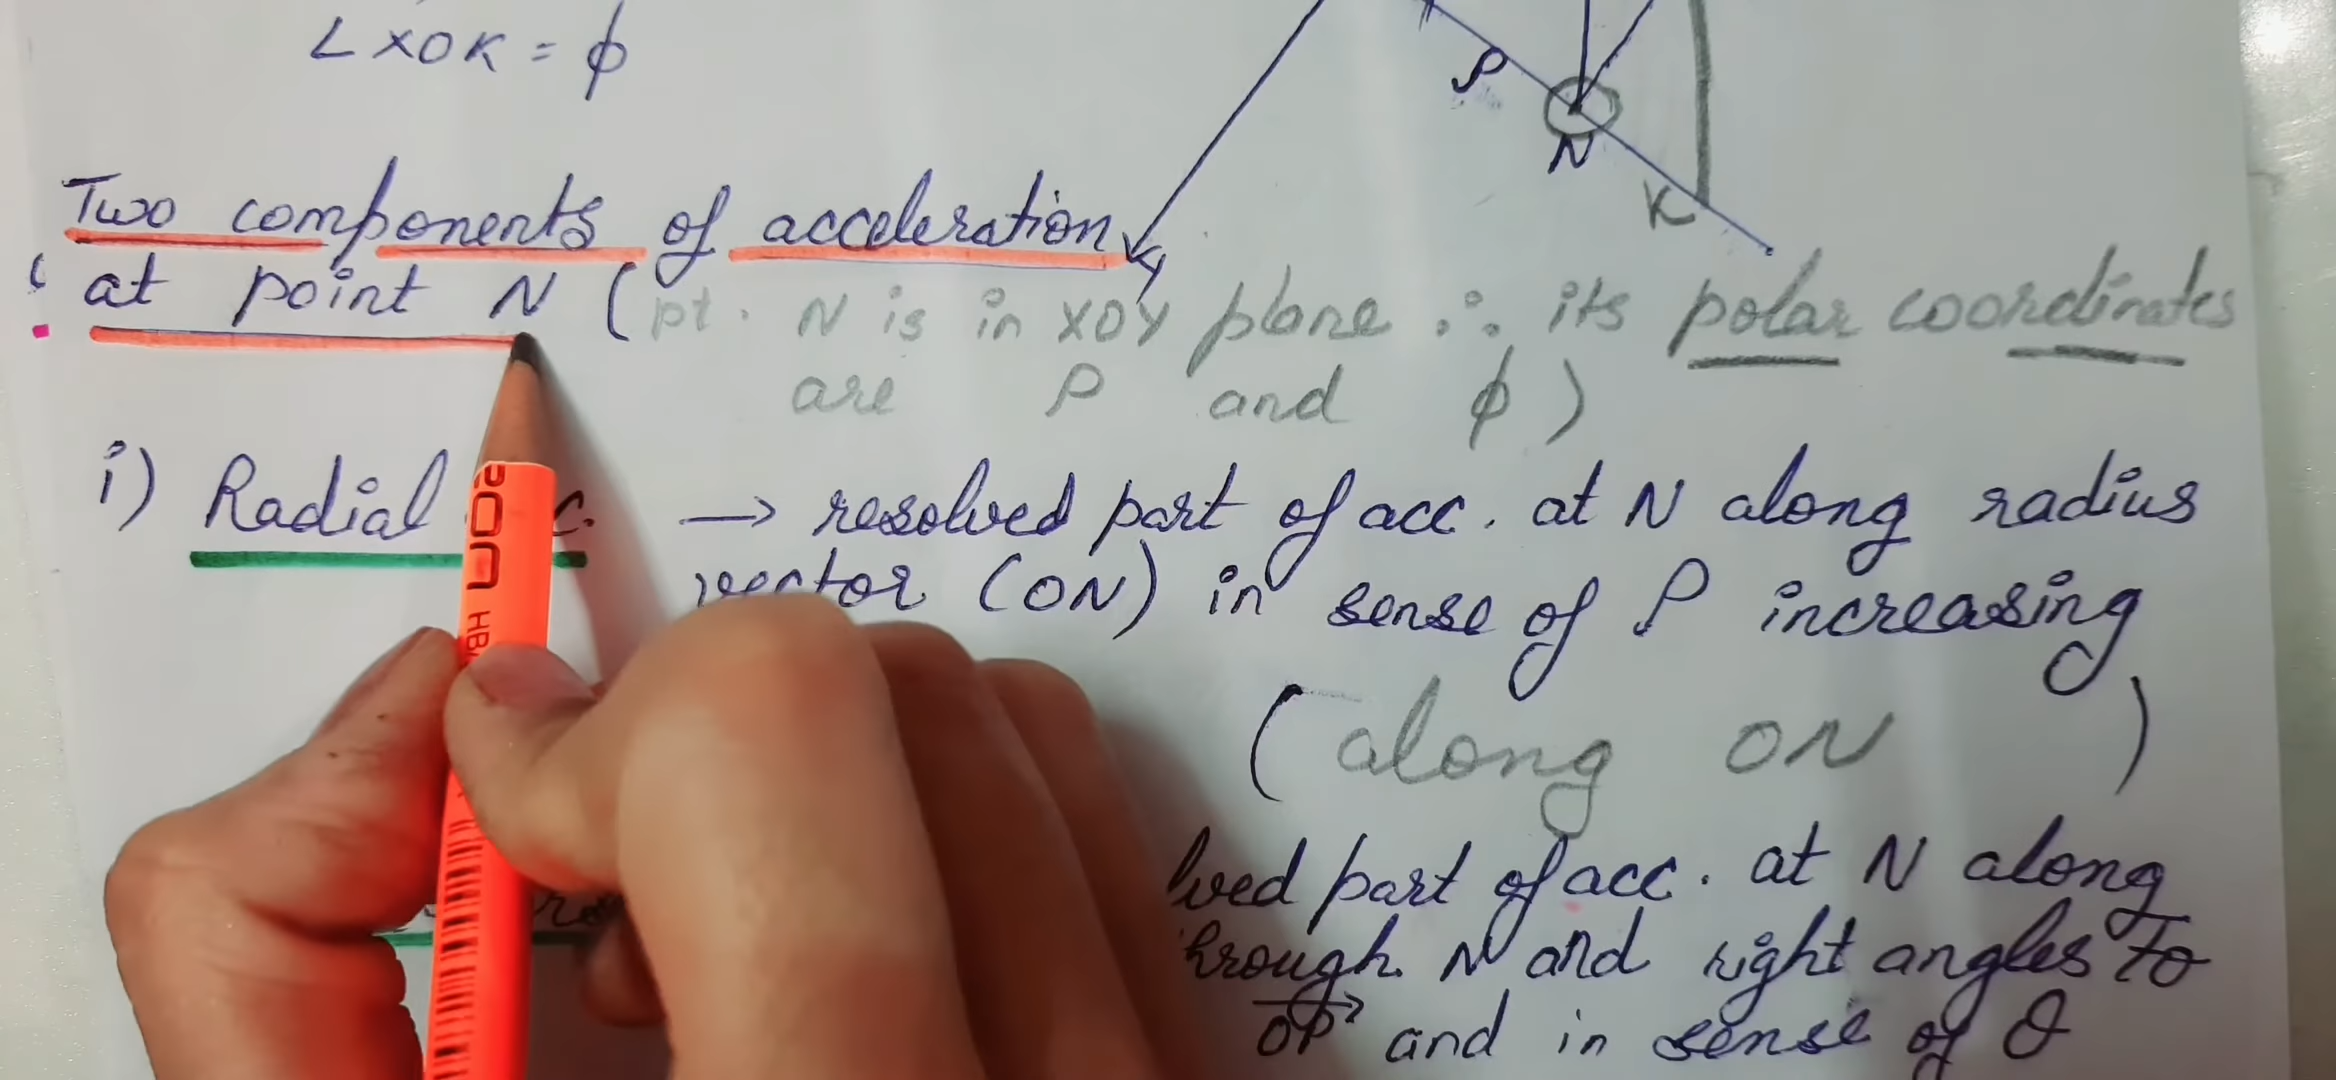 ∠XOK = ϕ
ρ
N
K
Y
Two components of acceleration
at point N (pt. N is in XOY plane ∴ its polar coordinates
are ρ and ϕ)
i) Radial → resolved part of acc. at N along radius
vector (ON) in sense of ρ increasing
(along ON)
part of acc. at N along
N and right angles to
OP and in sense of θ
HB